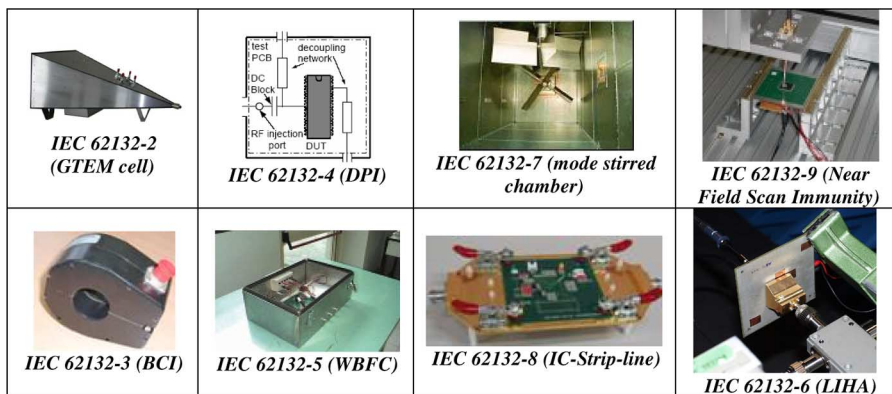 IEC 62132-2
(GTEM cell)
test
PCB
decoupling
network
DC
Block
RF injection
port
DUT
IEC 62132-4 (DPI)
IEC 62132-7 (mode stirred
chamber)
IEC 62132-9 (Near
Field Scan Immunity)
IEC 62132-3 (BCI)
IEC 62132-5 (WBFC)
IEC 62132-8 (IC-Strip-line)
IEC 62132-6 (LIHA)